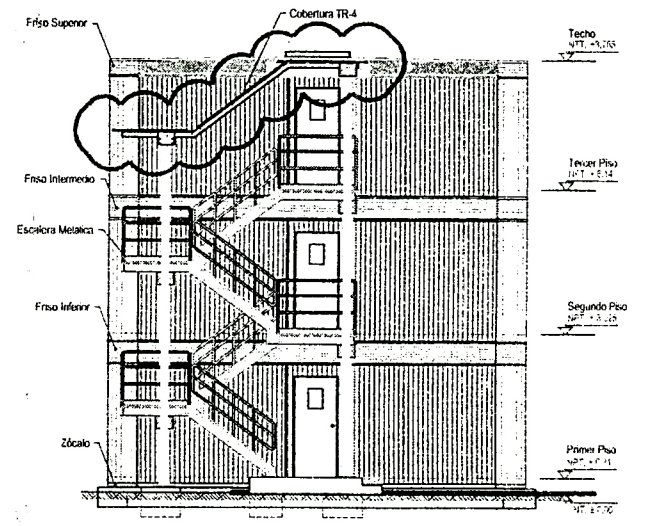 Cobertura TR-4
Friso Superior
Techo
Tercer Piso
Friso Intermedio
Escalera Metalica
Segundo Piso
Friso Inferior
Zócalo
Primer Piso